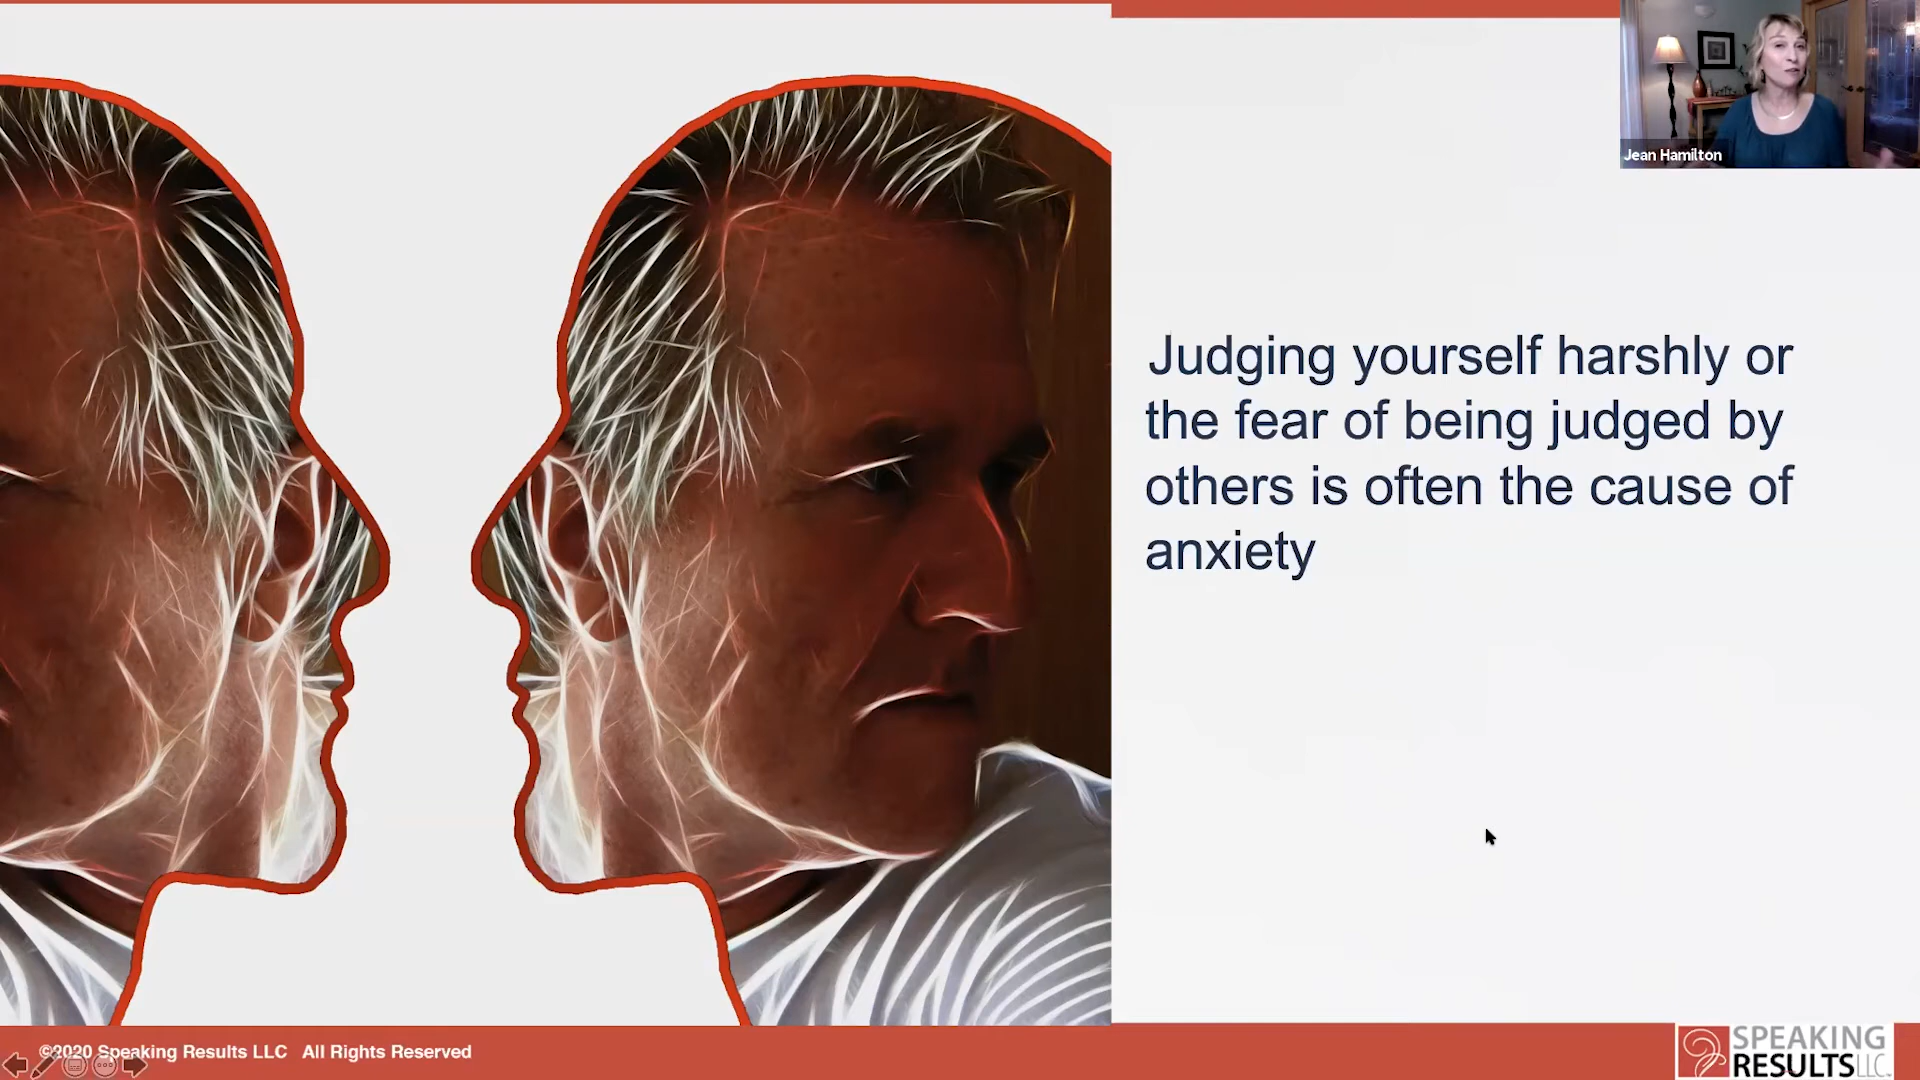 Jean Hamilton
Judging yourself harshly or
the fear of being judged by
others is often the cause of
anxiety
©2020 Speaking Results LLC All Rights Reserved
SPEAKING
RESULTS LLC